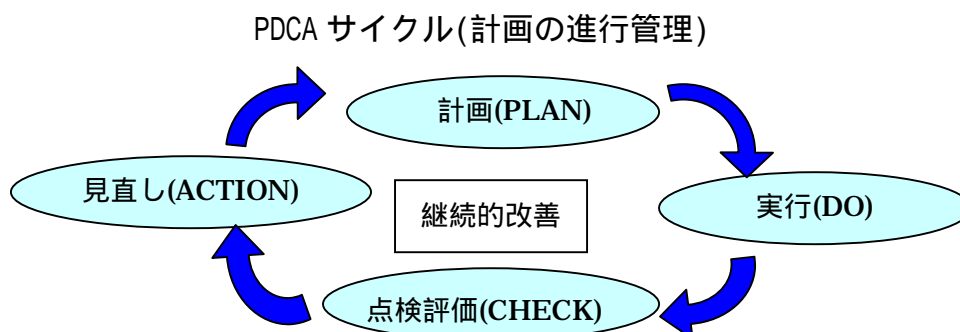 PDCA サイクル(計画の進行管理)
計画(PLAN)
見直し(ACTION)
実行(DO)
継続的改善
点検評価(CHECK)